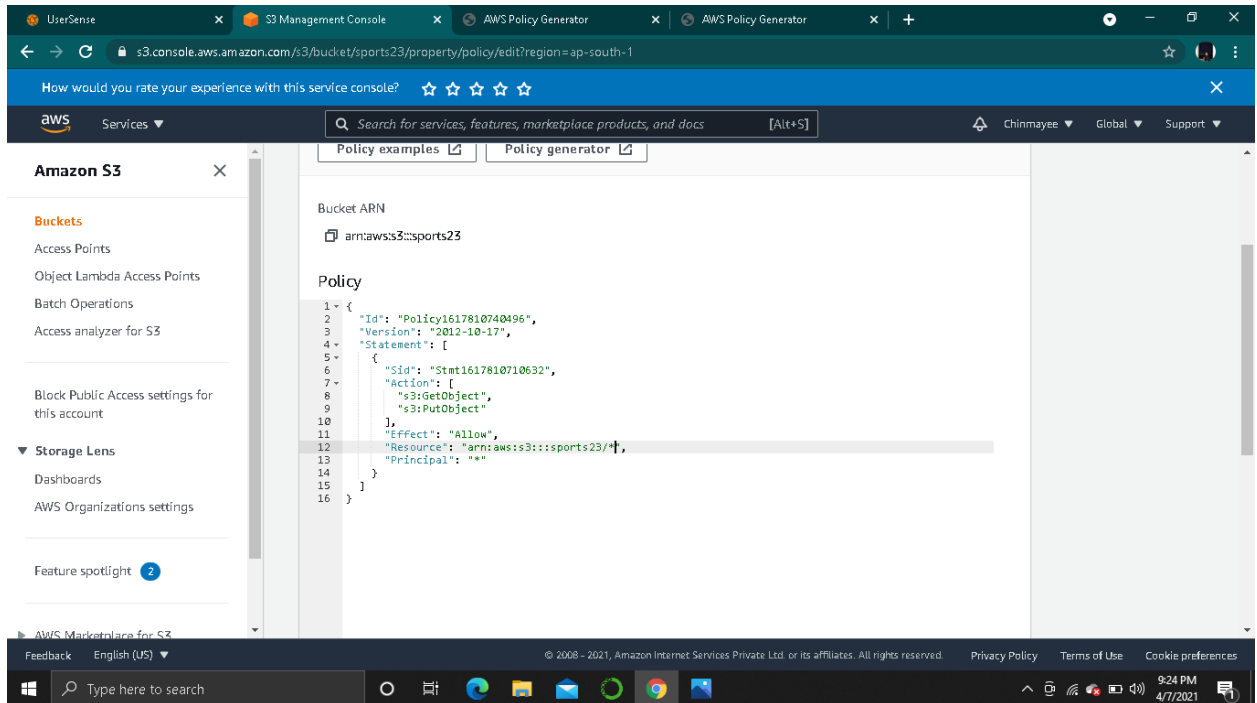 UserSense
S3 Management Console
AWS Policy Generator
AWS Policy Generator
s3.console.aws.amazon.com/s3/bucket/sports23/property/policy/edit?region=ap-south-1
How would you rate your experience with this service console?
aws
Services
Search for services, features, marketplace products, and docs [Alt+S]
Chinmayee
Global
Support
Amazon S3
Buckets
Access Points
Object Lambda Access Points
Batch Operations
Access analyzer for S3
Block Public Access settings for
this account
Storage Lens
Dashboards
AWS Organizations settings
Feature spotlight 2
AWS Marketplace for S3
Policy examples
Policy generator
Bucket ARN
arn:aws:s3:::sports23
Policy
1 {
2 "Id": "Policy1617810740496",
3 "Version": "2012-10-17",
4 "Statement": [
5 {
6 "Sid": "Stmt1617810710632",
7 "Action": [
8 "s3:GetObject",
9 "s3:PutObject"
10 ],
11 "Effect": "Allow",
12 "Resource": "arn:aws:s3:::sports23/*",
13 "Principal": "*"
14 }
15 ]
16 }
Feedback
English (US)
© 2008 - 2021, Amazon Internet Services Private Ltd. or its affiliates. All rights reserved.
Privacy Policy
Terms of Use
Cookie preferences
Type here to search
9:24 PM
4/7/2021
1